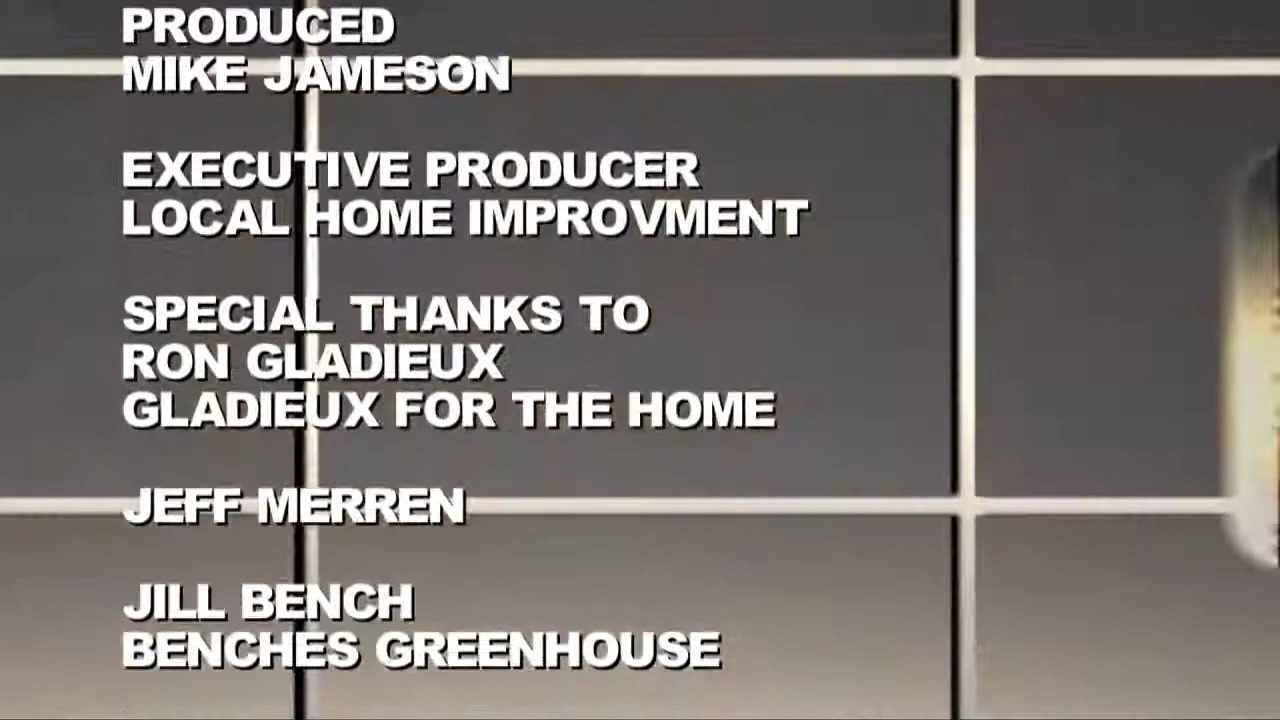 PRODUCED
MIKE JAMESON
EXECUTIVE PRODUCER
LOCAL HOME IMPROVMENT
SPECIAL THANKS TO
RON GLADIEUX
GLADIEUX FOR THE HOME
JEFF MERREN
JILL BENCH
BENCHES GREENHOUSE